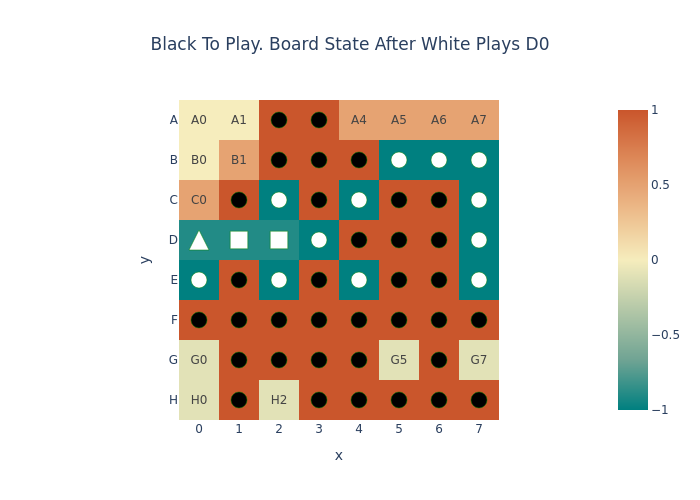 Black To Play. Board State After White Plays D0
A A0 A1 A4 A5 A6 A7
B B0 B1
C C0
D
E
F
G G0 G5 G7
H H0 H2
0 1 2 3 4 5 6 7
x
y
1
0.5
0
−0.5
−1